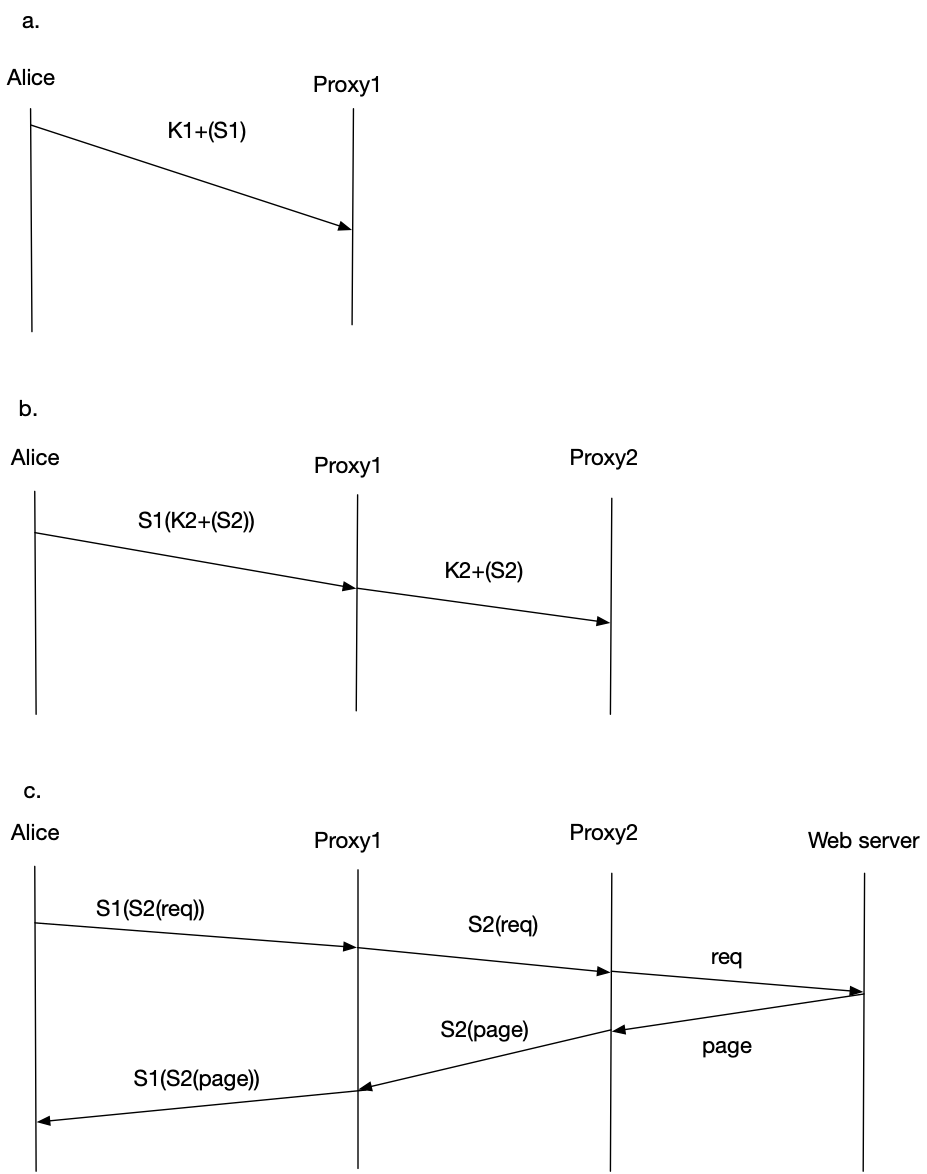 a.
Alice
Proxy1
K1+(S1)
b.
Alice
Proxy1
Proxy2
S1(K2+(S2))
K2+(S2)
c.
Alice
Proxy1
Proxy2
Web server
S1(S2(req))
S2(req)
req
S2(page)
page
S1(S2(page))